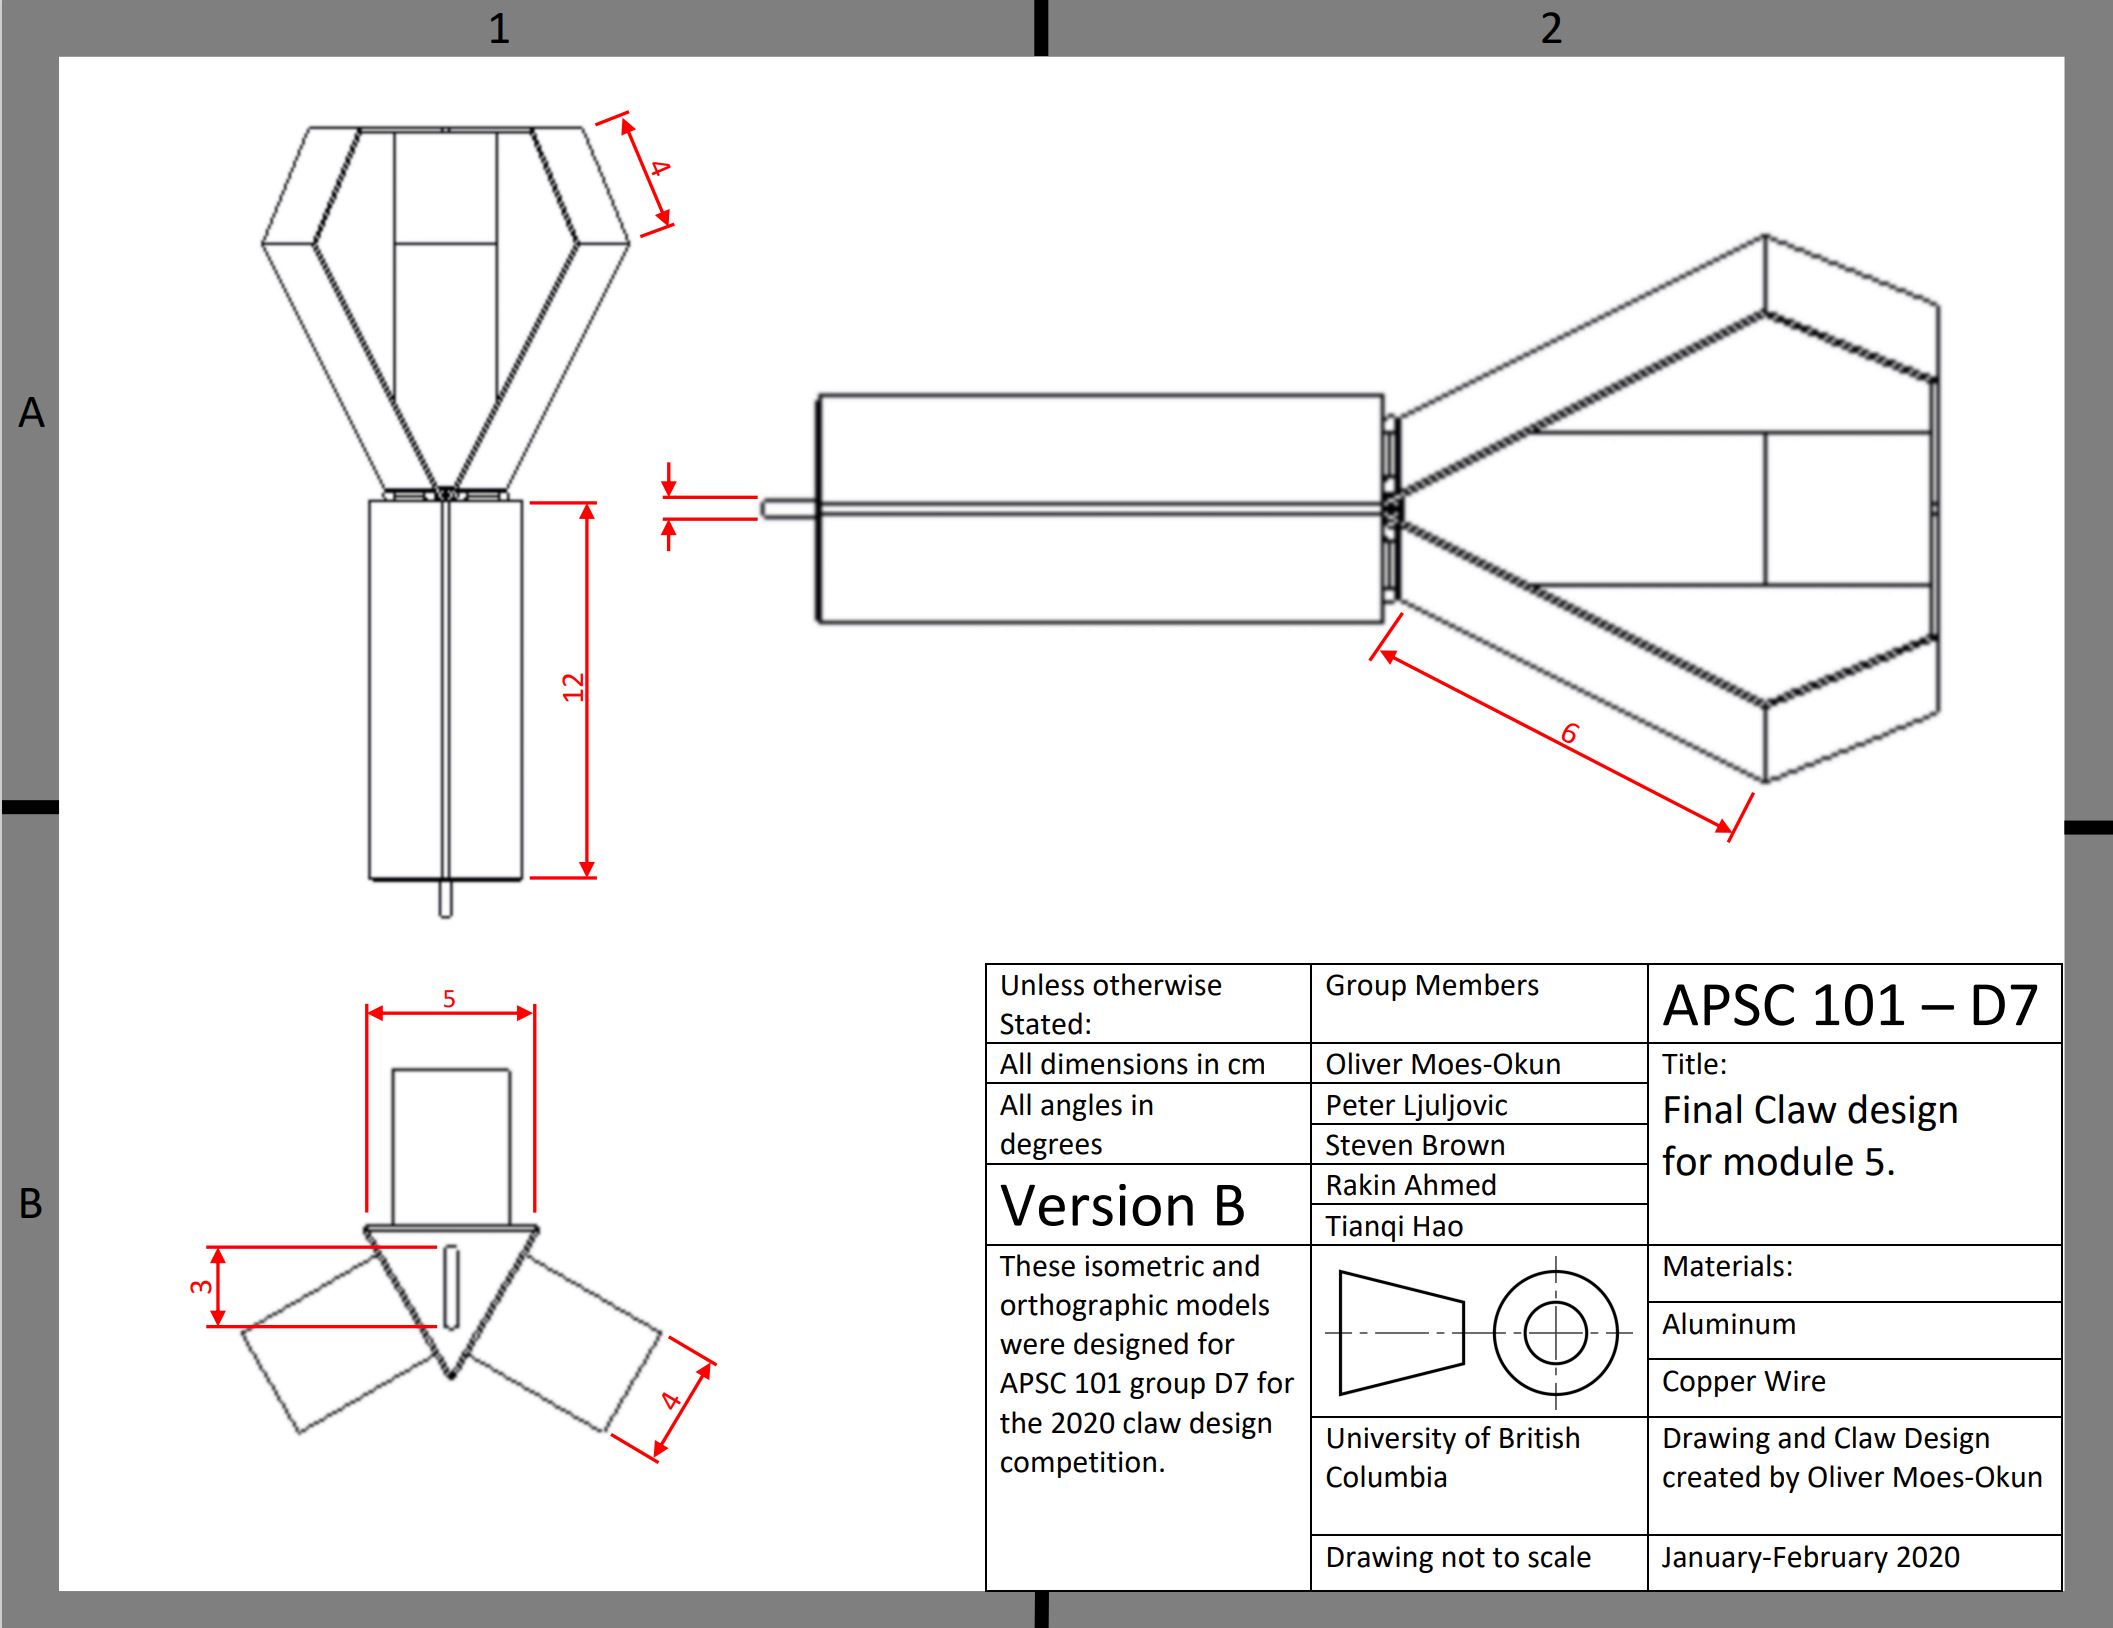 1
2
A
B
4
12
6
5
3
4
Unless otherwise
Stated:
All dimensions in cm
All angles in
degrees
Version B
These isometric and
orthographic models
were designed for
APSC 101 group D7 for
the 2020 claw design
competition.
Group Members
Oliver Moes-Okun
Peter Ljuljovic
Steven Brown
Rakin Ahmed
Tianqi Hao
University of British
Columbia
Drawing not to scale
APSC 101 – D7
Title:
Final Claw design
for module 5.
Materials:
Aluminum
Copper Wire
Drawing and Claw Design
created by Oliver Moes-Okun
January-February 2020